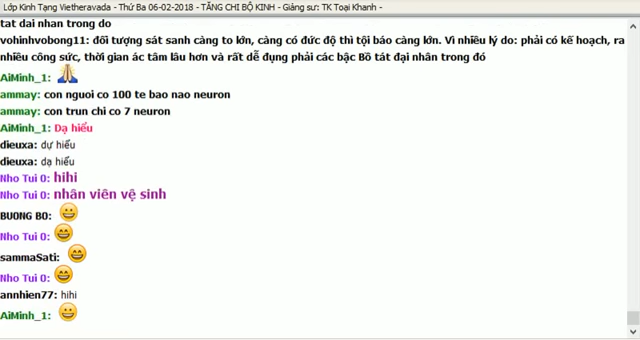 Lớp Kinh Tạng Vietheravada - Thứ Ba 06-02-2018 - TĂNG CHI BỘ KINH - Giảng sư: TK Toại Khanh -
tat dai nhan trong do
vohinhvobong11: đối tượng sát sanh càng to lớn, càng có đức độ thì tội báo càng lớn. Vì nhiều lý do: phải có kế hoạch, ra
nhiều công sức, thời gian ác tâm lâu hơn và rất dễ dụng phải các bậc Bồ tát đại nhân trong đó
AiMinh_1:
ammay: con nguoi co 100 te bao nao neuron
ammay: con trun chi co 7 neuron
AiMinh_1: Dạ hiểu
dieuxa: dự hiểu
dieuxa: dạ hiểu
Nho Tui 0: hihi
Nho Tui 0: nhân viên vệ sinh
BUONG BO:
Nho Tui 0:
sammaSati:
Nho Tui 0:
annhien77: hihi
AiMinh_1: